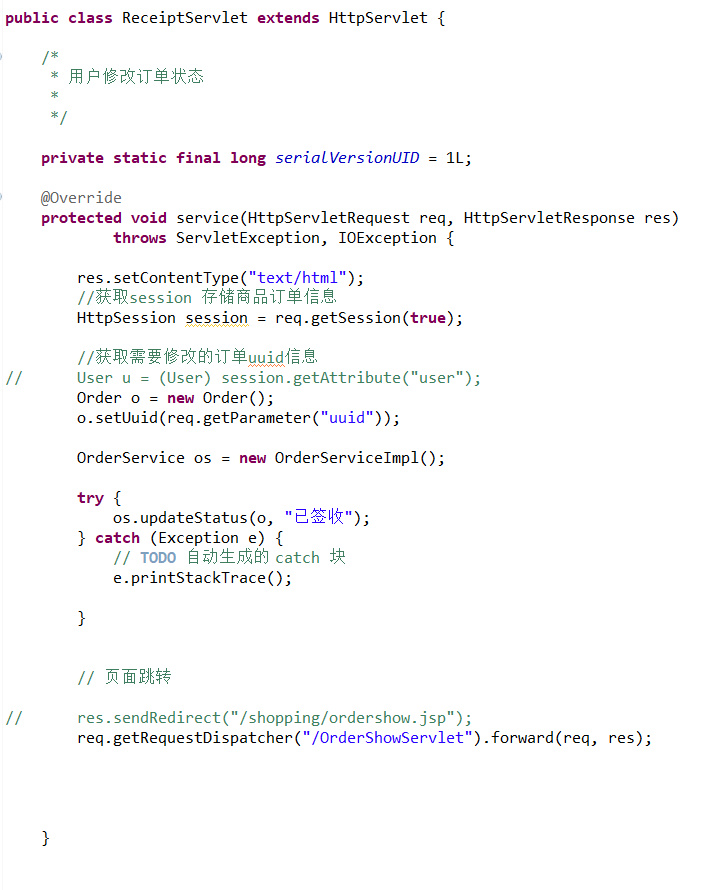 public class ReceiptServlet extends HttpServlet {
/*
* 用户修改订单状态
*
*/
private static final long serialVersionUID = 1L;
@Override
protected void service(HttpServletRequest req, HttpServletResponse res)
throws ServletException, IOException {
res.setContentType("text/html");
//获取session 存储商品订单信息
HttpSession session = req.getSession(true);
//获取需要修改的订单uuid信息
// User u = (User) session.getAttribute("user");
Order o = new Order();
o.setUuid(req.getParameter("uuid"));
OrderService os = new OrderServiceImpl();
try {
os.updateStatus(o, "已签收");
} catch (Exception e) {
// TODO 自动生成的 catch 块
e.printStackTrace();
}
// 页面跳转
// res.sendRedirect("/shopping/ordershow.jsp");
req.getRequestDispatcher("/OrderShowServlet").forward(req, res);
}